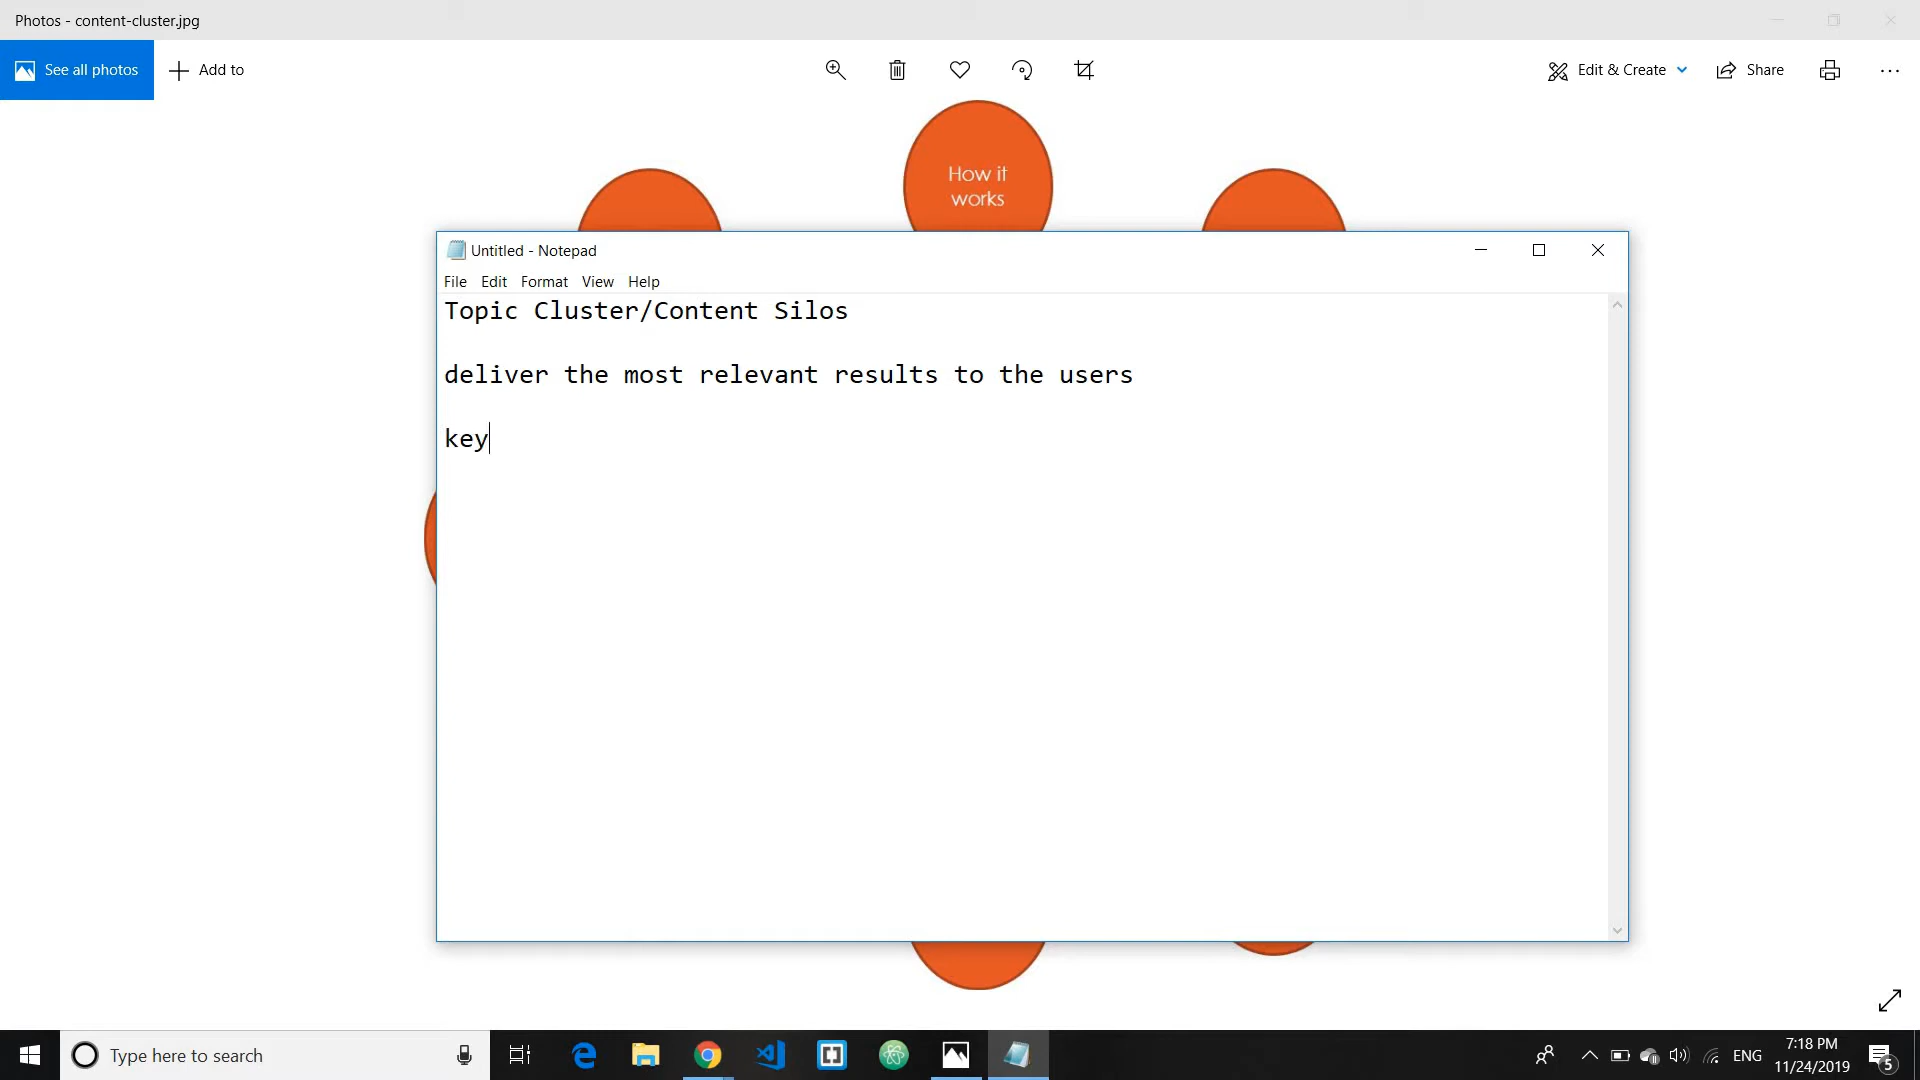 Photos - content-cluster.jpg
See all photos
Add to
Edit & Create
Share
How it
works
Untitled - Notepad
File Edit Format View Help
Topic Cluster/Content Silos
deliver the most relevant results to the users
key
Type here to search
ENG
7:18 PM
11/24/2019
5